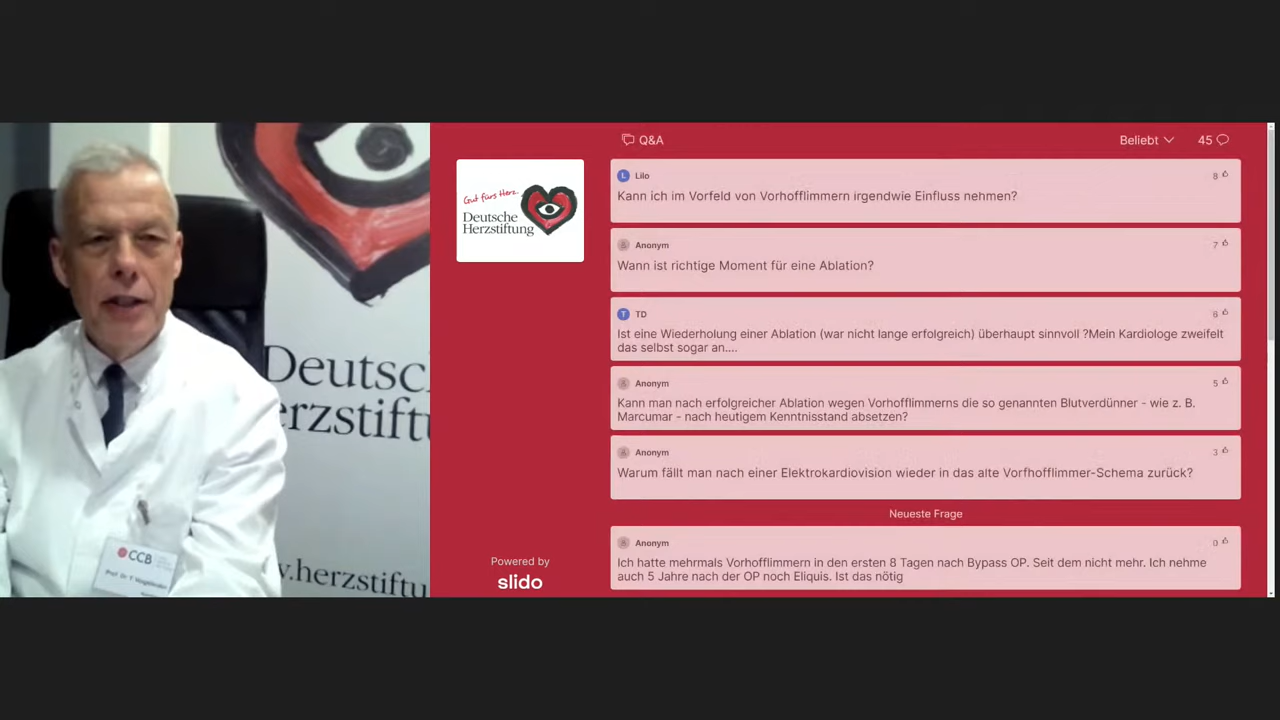 Deutsc
erzstiftu
w.herzstiftu
CCB
Gut fürs Herz.
Deutsche
Herzstiftung
Powered by
slido
Q&A
Beliebt
45
L
Lilo
8
Kann ich im Vorfeld von Vorhofflimmern irgendwie Einfluss nehmen?
Anonym
7
Wann ist richtige Moment für eine Ablation?
T
TD
6
Ist eine Wiederholung einer Ablation (war nicht lange erfolgreich) überhaupt sinnvoll ?Mein Kardiologe zweifelt
das selbst sogar an....
Anonym
5
Kann man nach erfolgreicher Ablation wegen Vorhofflimmerns die so genannten Blutverdünner - wie z. B.
Marcumar - nach heutigem Kenntnisstand absetzen?
Anonym
3
Warum fällt man nach einer Elektrokardiovision wieder in das alte Vorfhofflimmer-Schema zurück?
Neueste Frage
Anonym
0
Ich hatte mehrmals Vorhofflimmern in den ersten 8 Tagen nach Bypass OP. Seit dem nicht mehr. Ich nehme
auch 5 Jahre nach der OP noch Eliquis. Ist das nötig